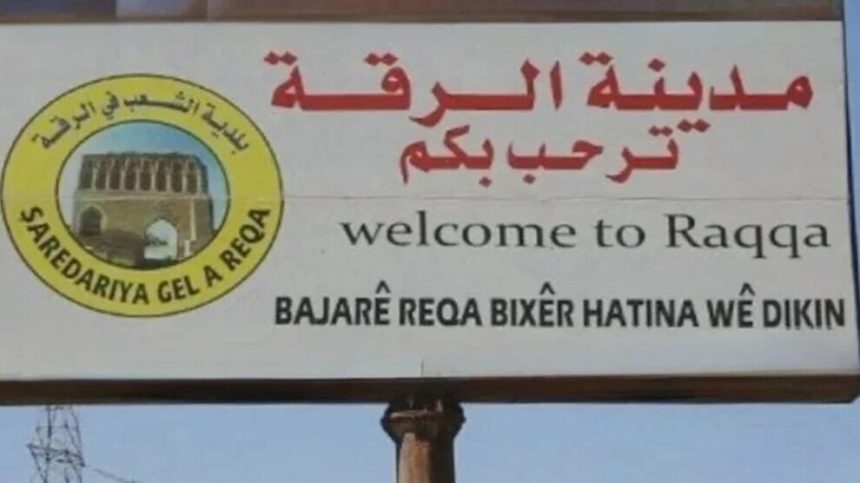 بلدية الشعب في الرقة
SAREDARIYA GEL A REQA
مدينة الرقة
ترحب بكم
welcome to Raqqa
BAJARÊ REQA BIXÊR HATINA WÊ DIKIN